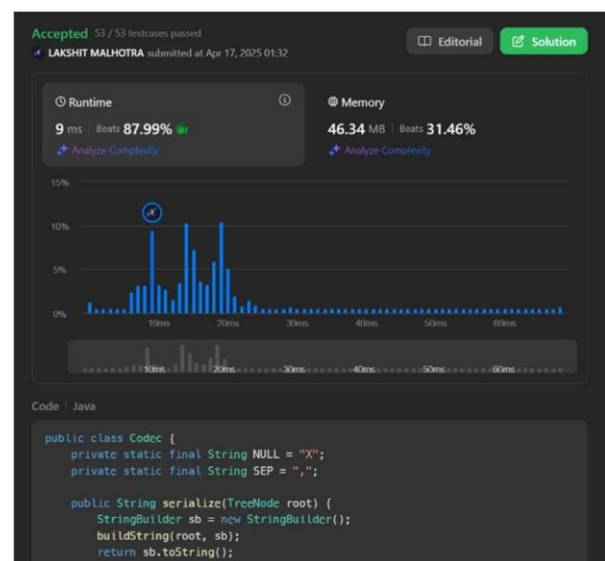 Accepted 53 / 53 testcases passed
LAKSHIT MALHOTRA submitted at Apr 17, 2025 01:32
Editorial
Solution
Runtime
9 ms | Beats 87.99%
Analyze Complexity
Memory
46.34 MB | Beats 31.46%
Analyze Complexity
15%
10%
5%
0%
10ms 20ms 30ms 40ms 50ms 60ms
10ms 20ms 30ms 40ms 50ms 60ms
Code | Java
public class Codec {
    private static final String NULL = "X";
    private static final String SEP = ",";
    public String serialize(TreeNode root) {
        StringBuilder sb = new StringBuilder();
        buildString(root, sb);
        return sb.toString();